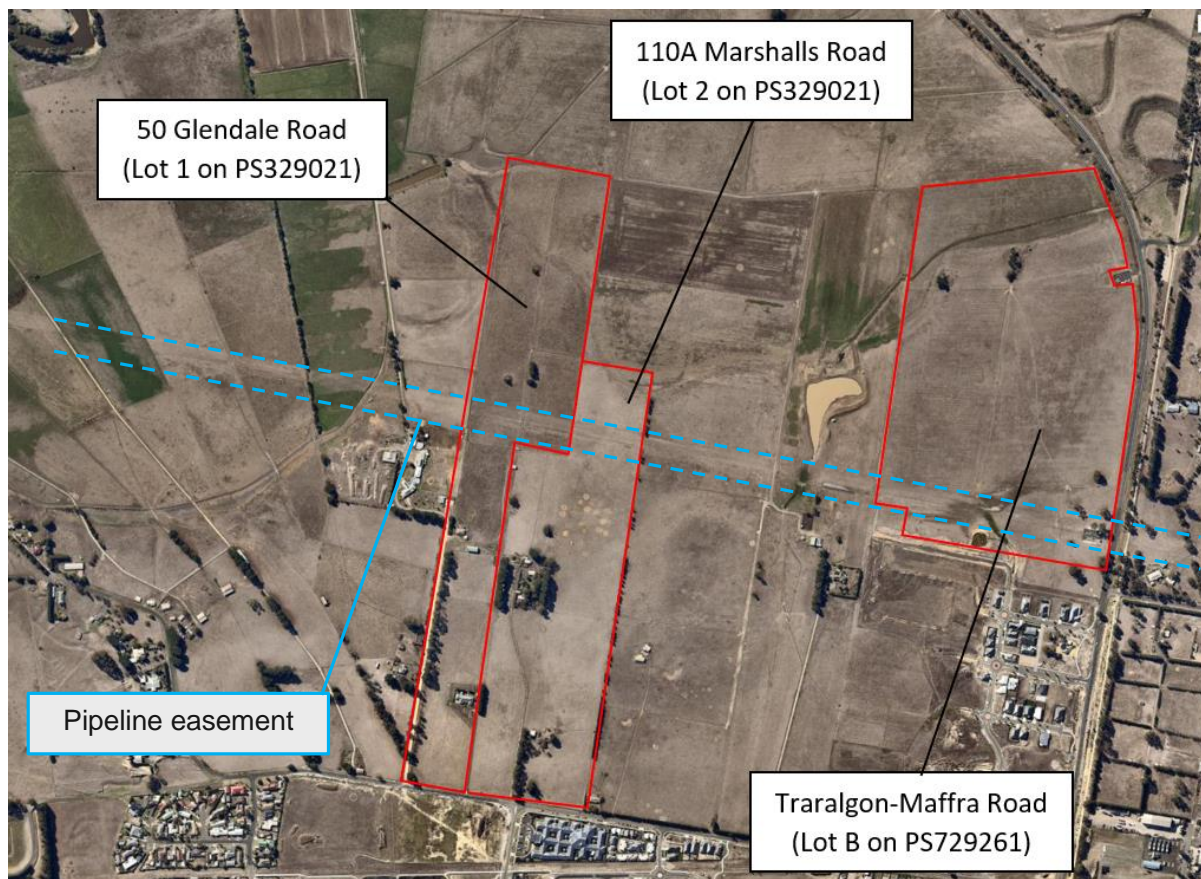 110A Marshalls Road
(Lot 2 on PS329021)
50 Glendale Road
(Lot 1 on PS329021)
Pipeline easement
Traralgon-Maffra Road
(Lot B on PS729261)